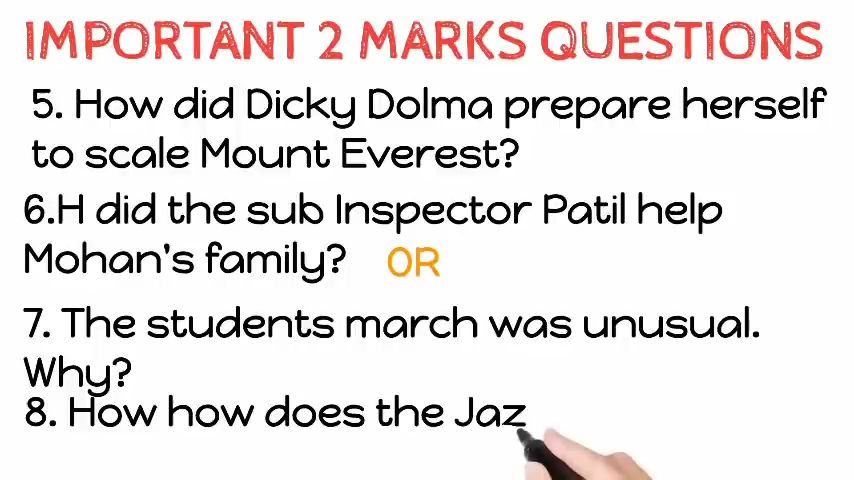 IMPORTANT 2 MARKS QUESTIONS
5. How did Dicky Dolma prepare herself
to scale Mount Everest?
6.H did the sub Inspector Patil help
Mohan's family? OR
7. The students march was unusual.
Why?
8. How how does the Jaz